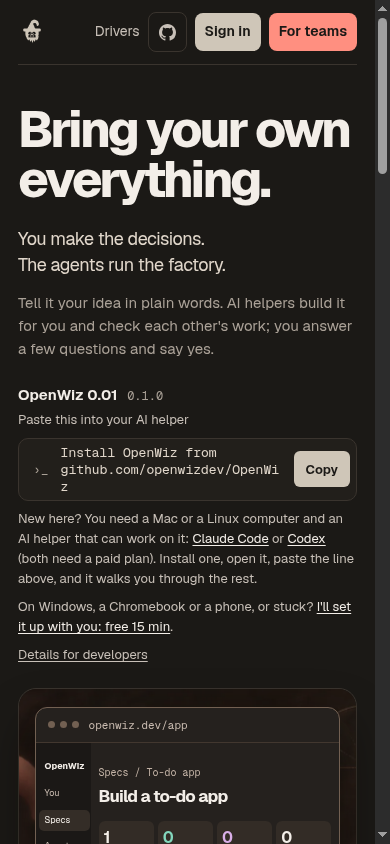 Drivers
Sign in
For teams
Bring your own
everything.
You make the decisions.
The agents run the factory.
Tell it your idea in plain words. AI helpers build it
for you and check each other's work; you answer
a few questions and say yes.
OpenWiz 0.01 0.1.0
Paste this into your AI helper
›_ Install OpenWiz from
github.com/openwizdev/OpenWi
z
Copy
New here? You need a Mac or a Linux computer and an
AI helper that can work on it: Claude Code or Codex
(both need a paid plan). Install one, open it, paste the line
above, and it walks you through the rest.
On Windows, a Chromebook or a phone, or stuck? I'll set
it up with you: free 15 min.
Details for developers
openwiz.dev/app
OpenWiz
You
Specs
Specs / To-do app
Build a to-do app
1 0 0 0